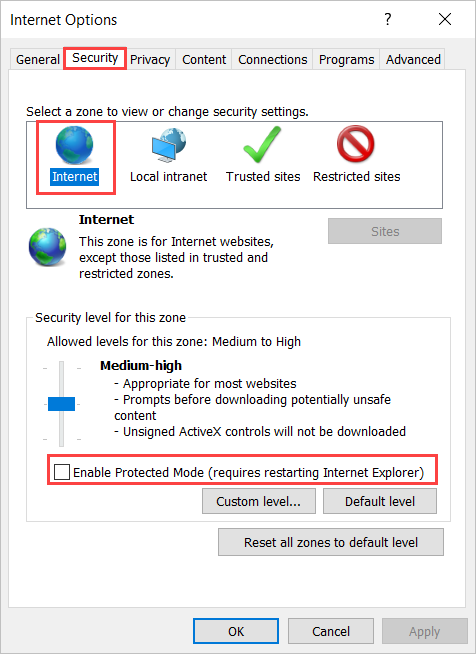 Internet Options
? ×
General Security Privacy Content Connections Programs Advanced
Select a zone to view or change security settings.
Internet Local intranet Trusted sites Restricted sites
Internet
Sites
This zone is for Internet websites,
except those listed in trusted and
restricted zones.
Security level for this zone
Allowed levels for this zone: Medium to High
Medium-high
- Appropriate for most websites
- Prompts before downloading potentially unsafe
content
- Unsigned ActiveX controls will not be downloaded
Enable Protected Mode (requires restarting Internet Explorer)
Custom level... Default level
Reset all zones to default level
OK Cancel Apply